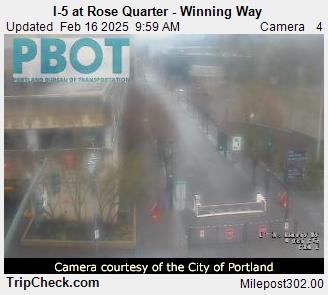 I-5 at Rose Quarter - Winning Way
Updated Feb 16 2025 9:59 AM Camera 4
PBOT
PORTLAND BUREAU OF TRANSPORTATION
Camera courtesy of the City of Portland
TripCheck.com Milepost302.00